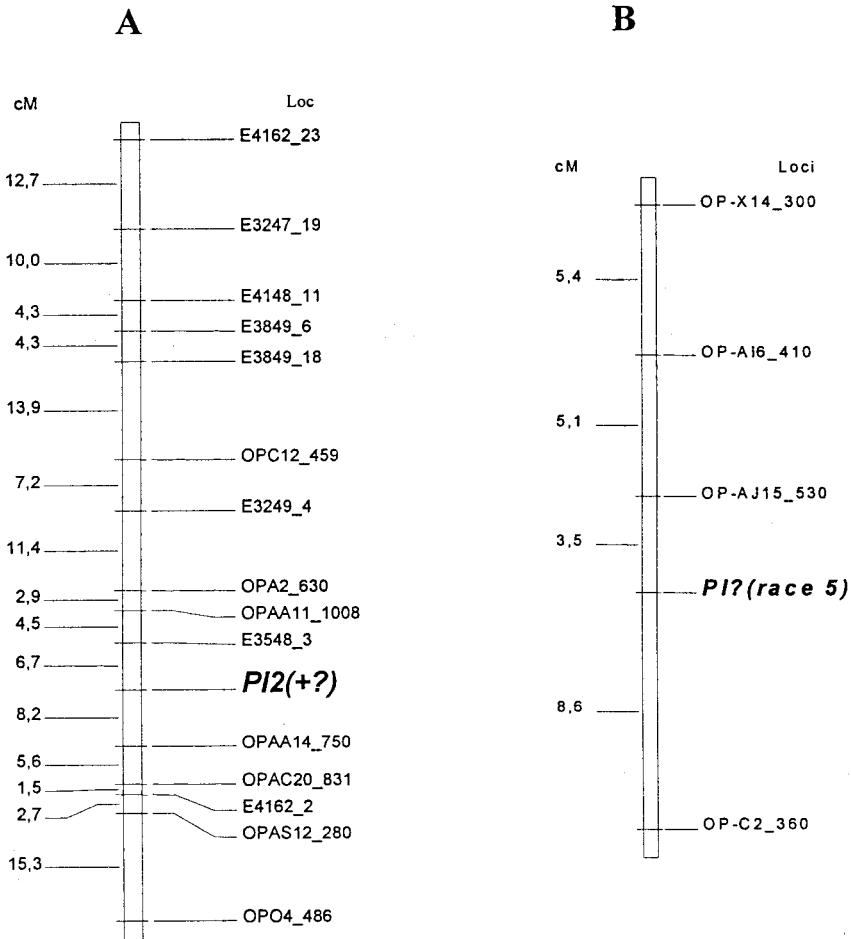 A
cM Loc
E4162_23
12,7
E3247_19
10,0
E4148_11
4,3
E3849_6
4,3
E3849_18
13,9
OPC12_459
7,2
E3249_4
11,4
OPA2_630
2,9
OPAA11_1008
4,5
E3548_3
6,7
Pl2(+?)
8,2
OPAA14_750
5,6
OPAC20_831
1,5
E4162_2
2,7
OPAS12_280
15,3
OPO4_486
B
cM Loci
OP-X14_300
5,4
OP-AI6_410
5,1
OP-AJ15_530
3,5
Pl?(race 5)
8,6
OP-C2_360